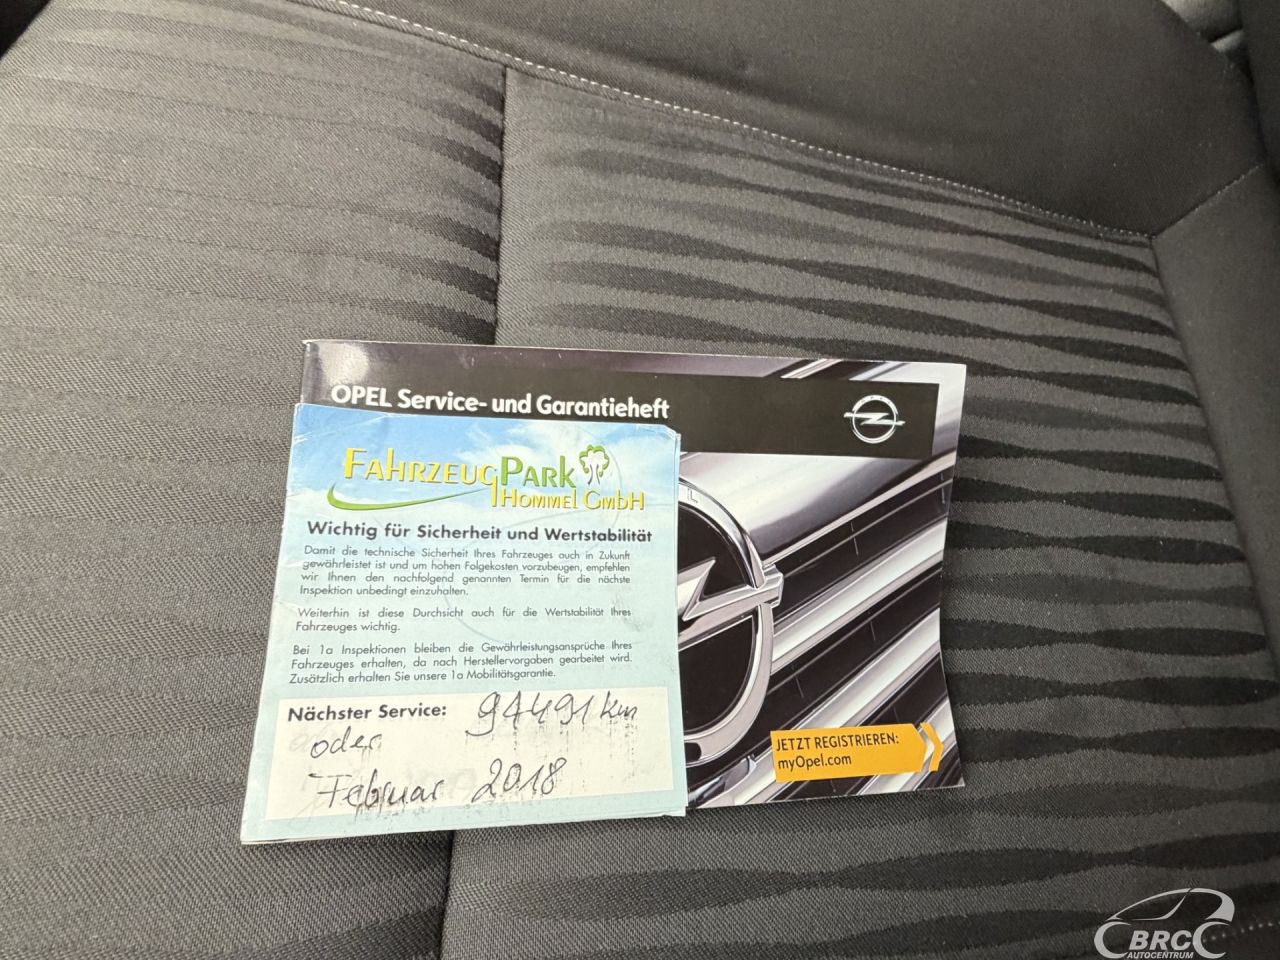 OPEL Service- und Garantieheft
FAHRZEUGPARK
HOMMEL GMBH
Wichtig für Sicherheit und Wertstabilität
Damit die technische Sicherheit Ihres Fahrzeuges auch in Zukunft
gewährleistet ist und um hohen Folgekosten vorzubeugen, empfehlen
wir Ihnen den nachfolgend genannten Termin für die nächste
Inspektion unbedingt einzuhalten.
Weiterhin ist diese Durchsicht auch für die Wertstabilität Ihres
Fahrzeuges wichtig.
Bei 1a Inspektionen bleiben die Gewährleistungsansprüche Ihres
Fahrzeuges erhalten, da nach Herstellervorgaben gearbeitet wird.
Zusätzlich erhalten Sie unsere 1a Mobilitätsgarantie.
Nächster Service: 94491 km
oder
Februar 2018
JETZT REGISTRIEREN:
myOpel.com
BRC
AUTOCENTRUM